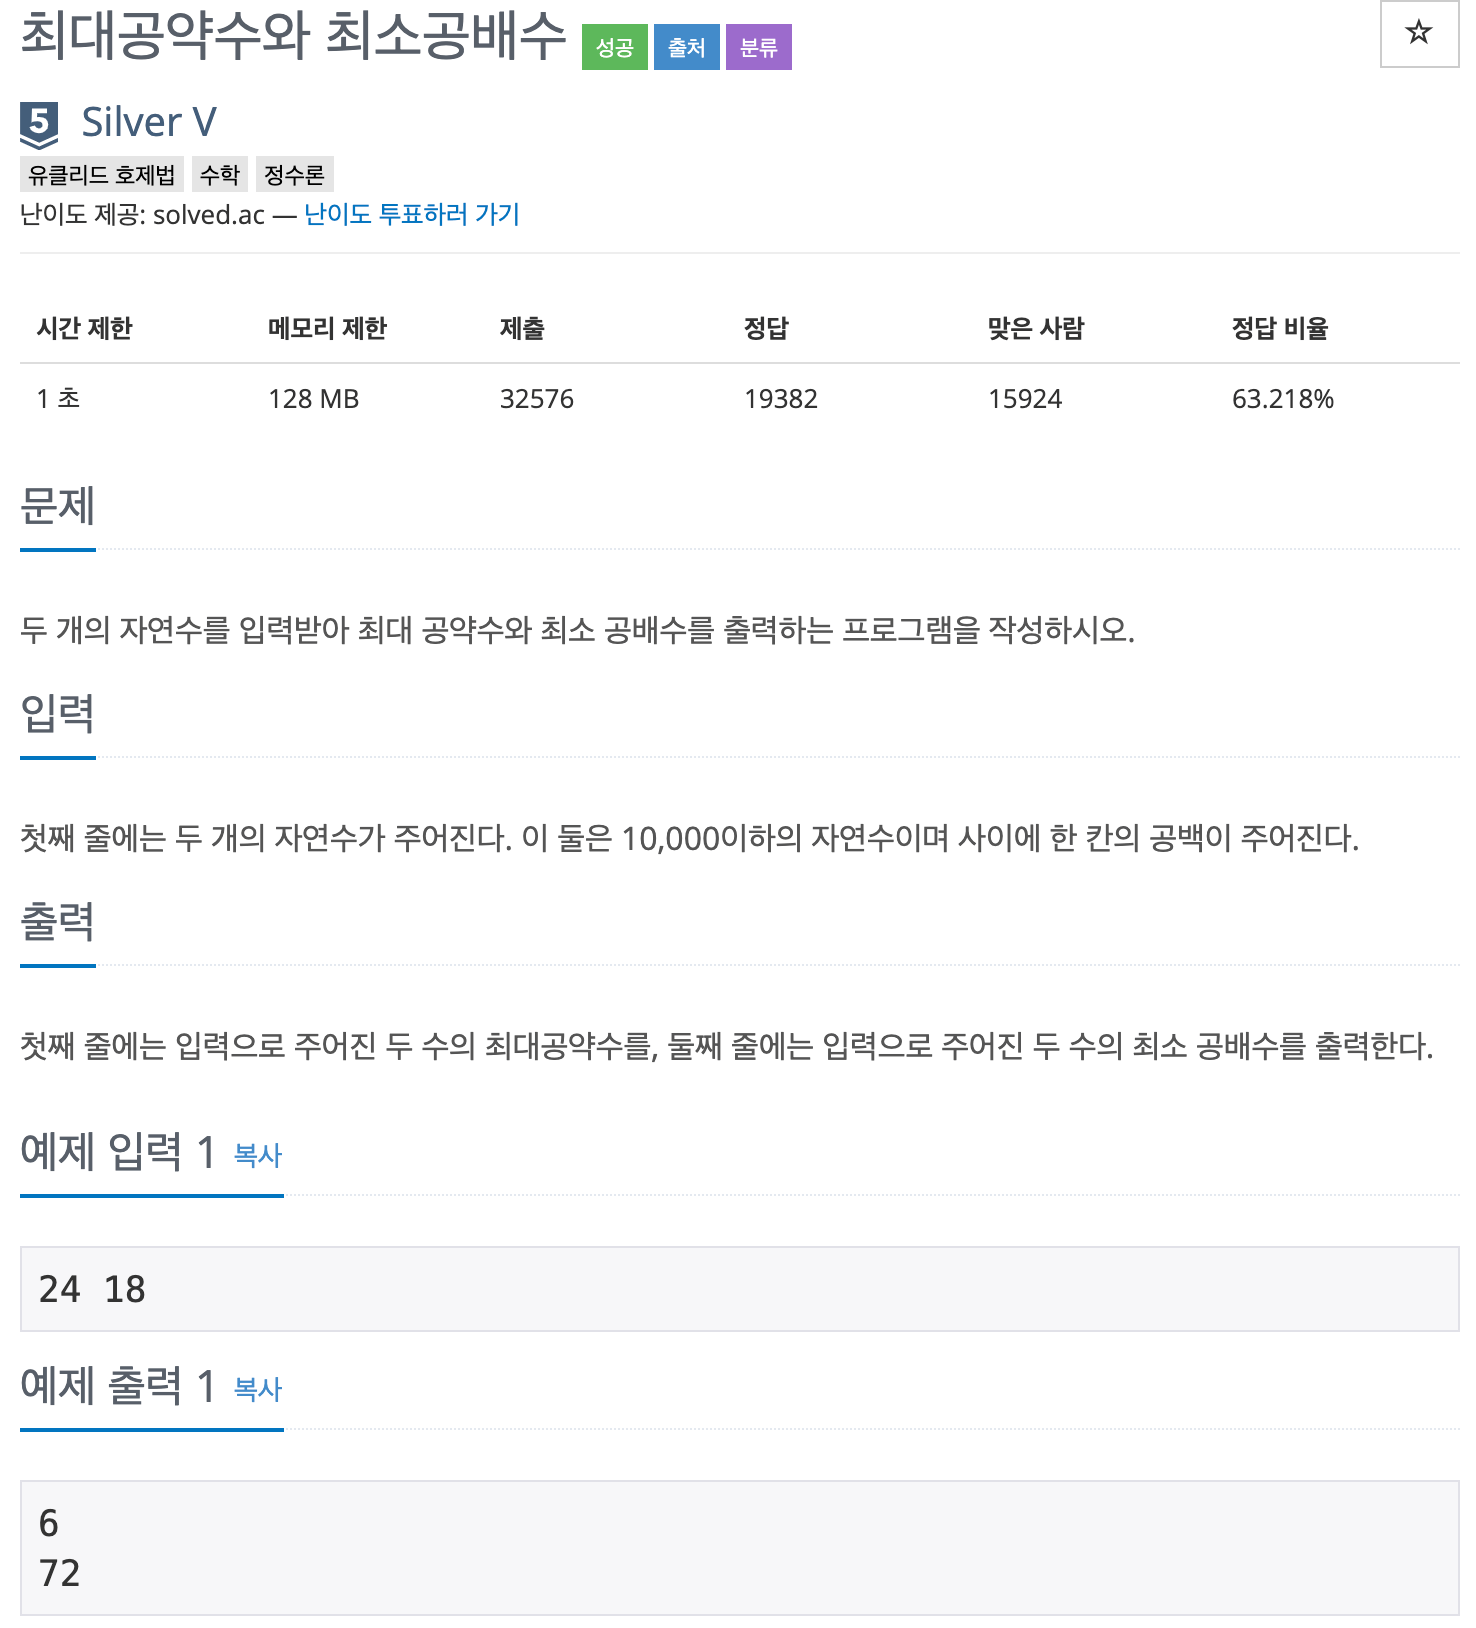 최대공약수와 최소공배수 성공 출처 분류 ☆
5 Silver V
유클리드 호제법 수학 정수론
난이도 제공: solved.ac — 난이도 투표하러 가기
시간 제한 메모리 제한 제출 정답 맞은 사람 정답 비율
1 초 128 MB 32576 19382 15924 63.218%
문제
두 개의 자연수를 입력받아 최대 공약수와 최소 공배수를 출력하는 프로그램을 작성하시오.
입력
첫째 줄에는 두 개의 자연수가 주어진다. 이 둘은 10,000이하의 자연수이며 사이에 한 칸의 공백이 주어진다.
출력
첫째 줄에는 입력으로 주어진 두 수의 최대공약수를, 둘째 줄에는 입력으로 주어진 두 수의 최소 공배수를 출력한다.
예제 입력 1 복사
24 18
예제 출력 1 복사
6
72